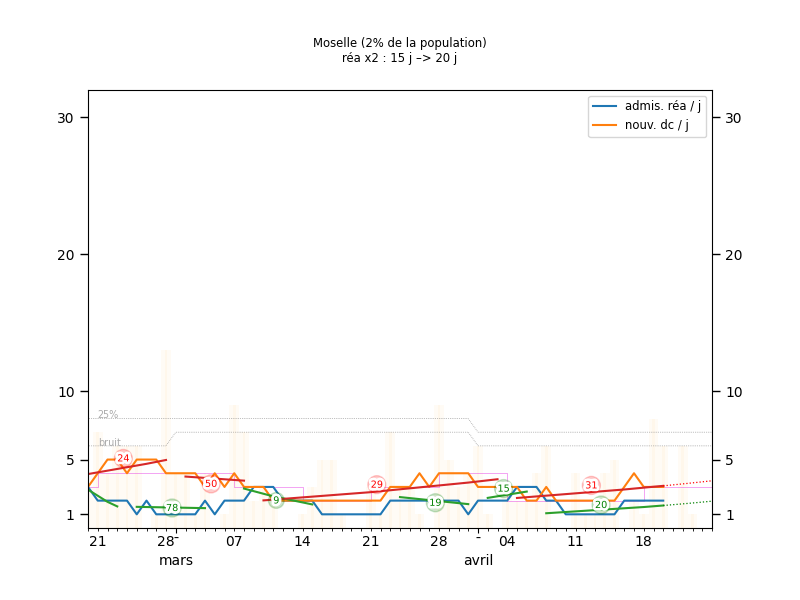 Moselle (2% de la population)
réa x2 : 15 j –> 20 j
admis. réa / j
nouv. dc / j
30 30
20 20
10 10
5 5
1 1
25%
bruit
24 50 29 15 31
78 9 19 20
21 28 07 14 21 28 - 04 11 18
mars avril